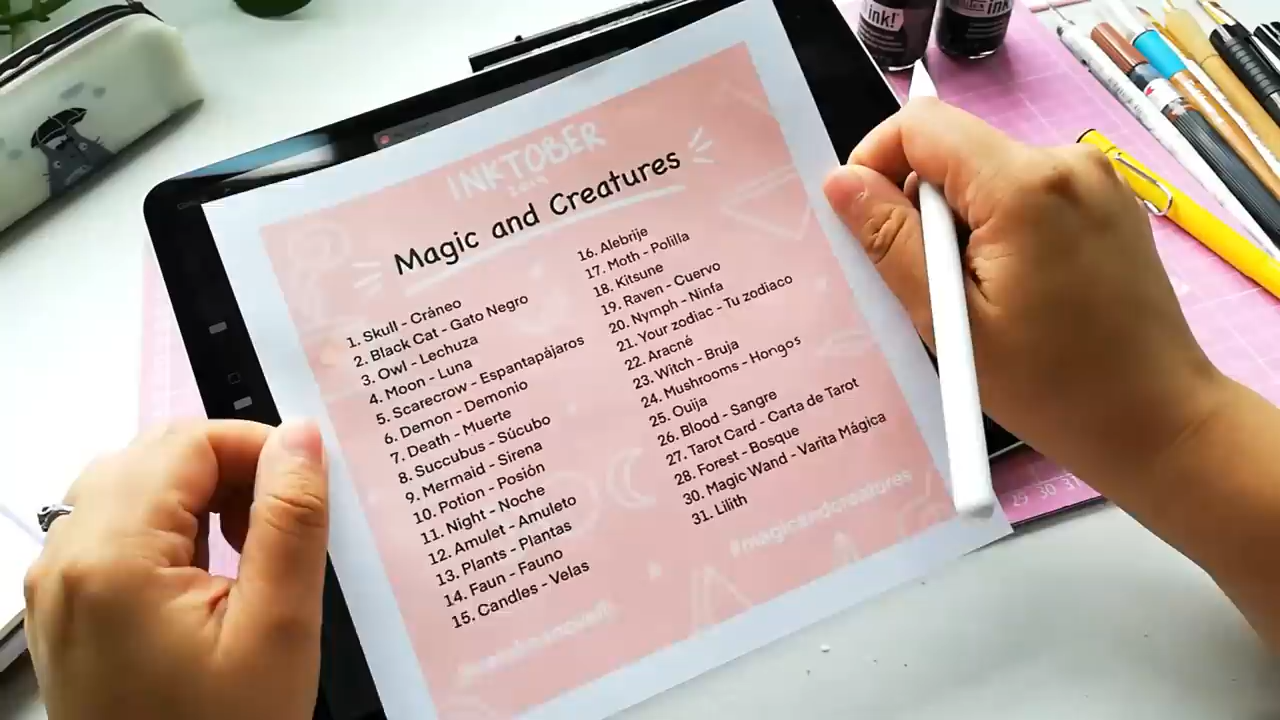 ink!
ink
INKTOBER
Magic and Creatures
1. Skull - Cráneo
2. Black Cat - Gato Negro
3. Owl - Lechuza
4. Moon - Luna
5. Scarecrow - Espantapájaros
6. Demon - Demonio
7. Death - Muerte
8. Succubus - Súcubo
9. Mermaid - Sirena
10. Potion - Posión
11. Night - Noche
12. Amulet - Amuleto
13. Plants - Plantas
14. Faun - Fauno
15. Candles - Velas
16. Alebrije
17. Moth - Polilla
18. Kitsune
19. Raven - Cuervo
20. Nymph - Ninfa
21. Your zodiac - Tu zodiaco
22. Aracné
23. Witch - Bruja
24. Mushrooms - Hongos
25. Ouija
26. Blood - Sangre
27. Tarot Card - Carta de Tarot
28. Forest - Bosque
30. Magic Wand - Varita Mágica
31. Lilith
#magicandcreatures
29 30 31